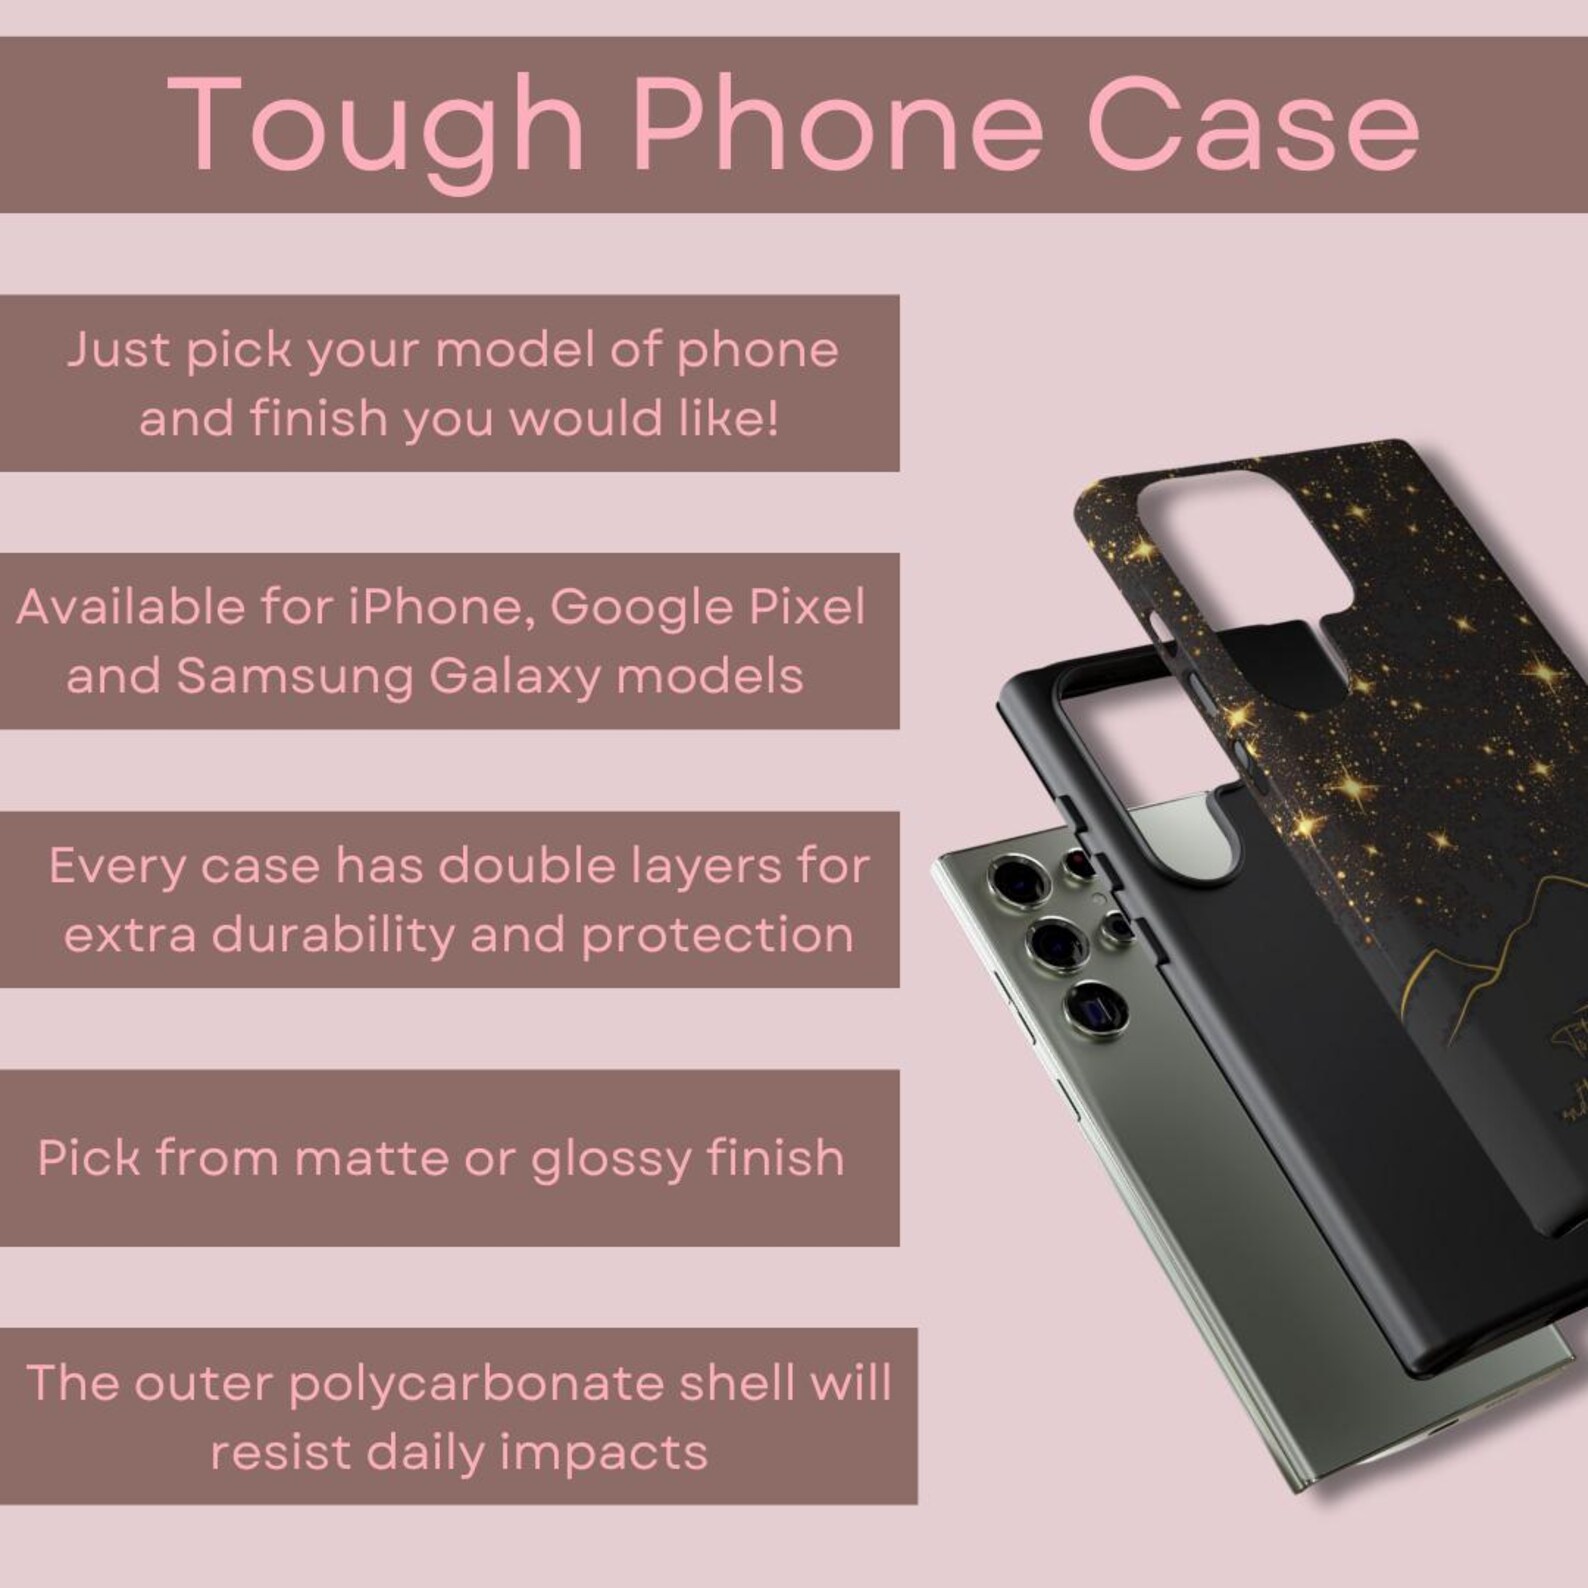 Tough Phone Case
Just pick your model of phone
and finish you would like!
Available for iPhone, Google Pixel
and Samsung Galaxy models
Every case has double layers for
extra durability and protection
Pick from matte or glossy finish
The outer polycarbonate shell will
resist daily impacts